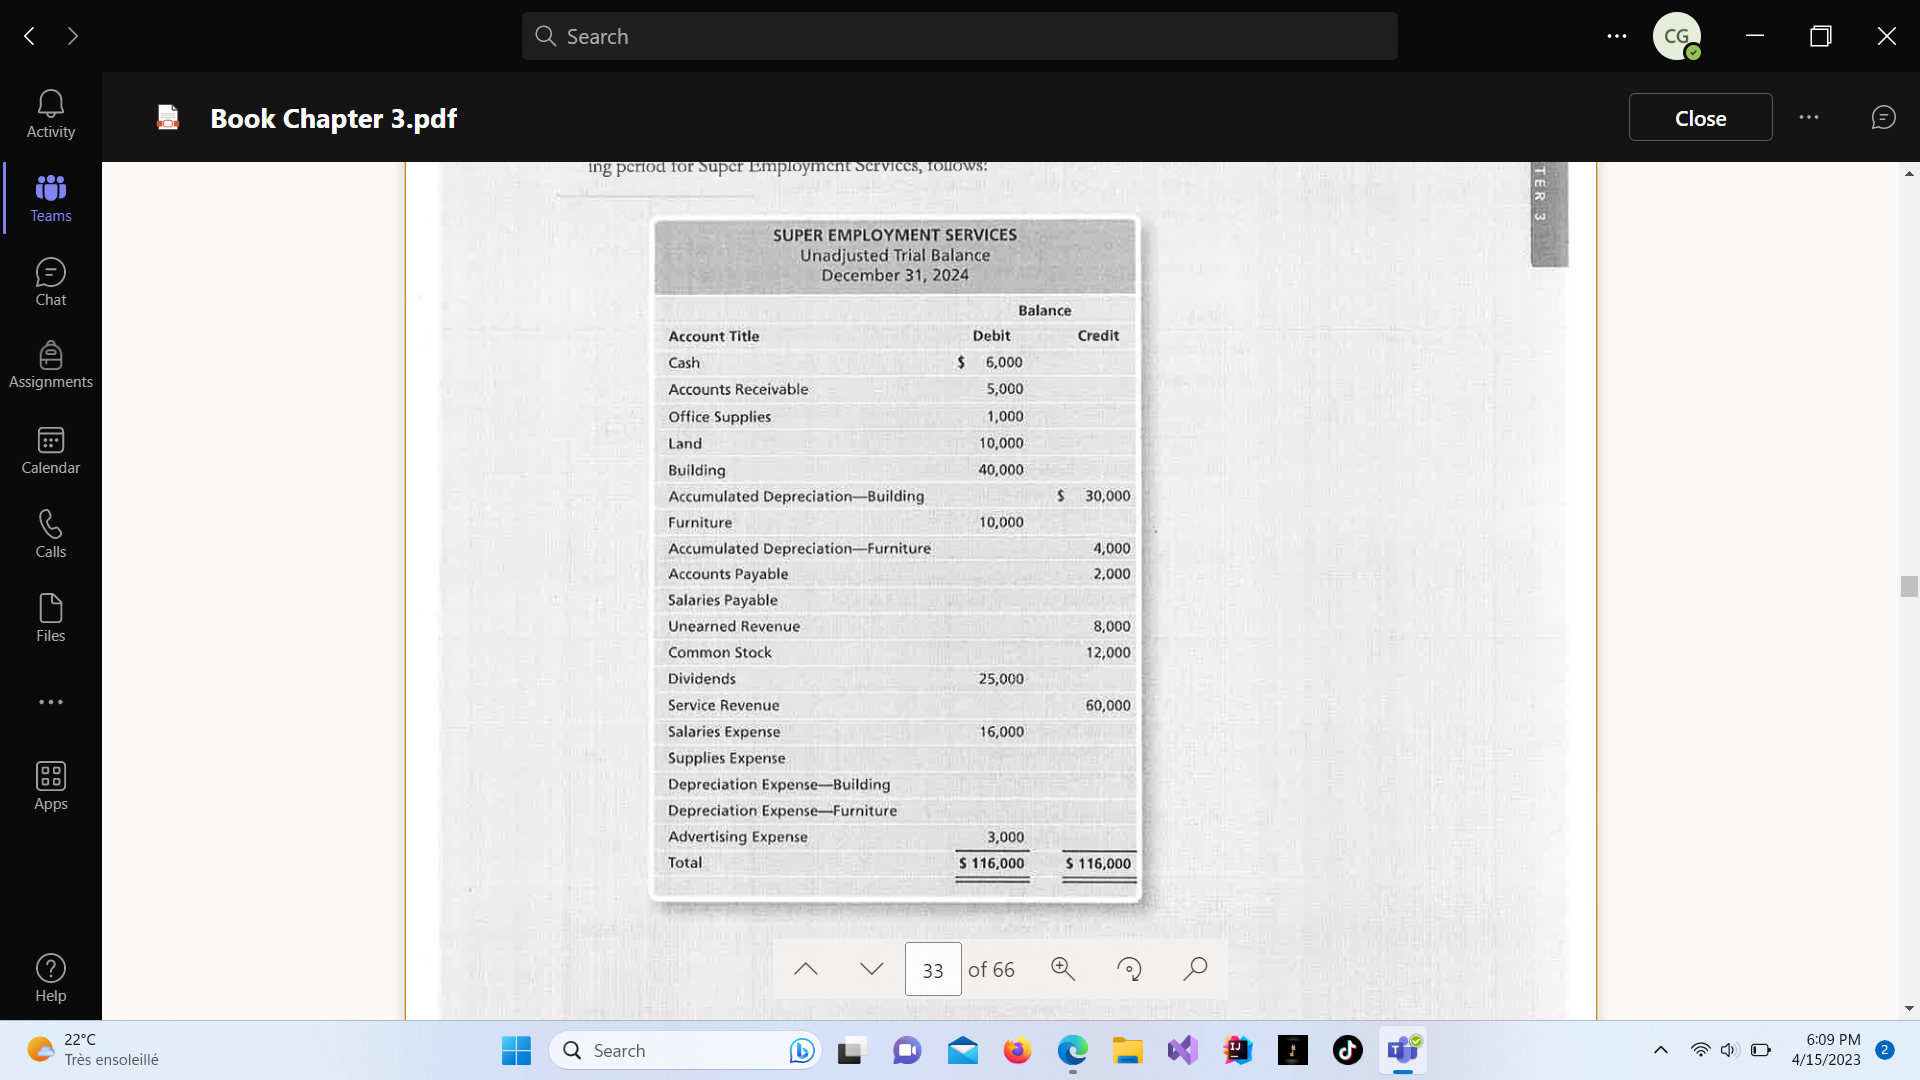 Search
CG
Book Chapter 3.pdf
Close
Activity
Teams
Chat
Assignments
Calendar
Calls
Files
Apps
Help
ing period for Super Employment Services, follows:
TER 3
SUPER EMPLOYMENT SERVICES
Unadjusted Trial Balance
December 31, 2024
Balance
Account Title Debit Credit
Cash $ 6,000
Accounts Receivable 5,000
Office Supplies 1,000
Land 10,000
Building 40,000
Accumulated Depreciation—Building $ 30,000
Furniture 10,000
Accumulated Depreciation—Furniture 4,000
Accounts Payable 2,000
Salaries Payable
Unearned Revenue 8,000
Common Stock 12,000
Dividends 25,000
Service Revenue 60,000
Salaries Expense 16,000
Supplies Expense
Depreciation Expense—Building
Depreciation Expense—Furniture
Advertising Expense 3,000
Total $ 116,000 $ 116,000
33 of 66
22°C
Très ensoleillé
Search
IJ
T
6:09 PM
4/15/2023
2